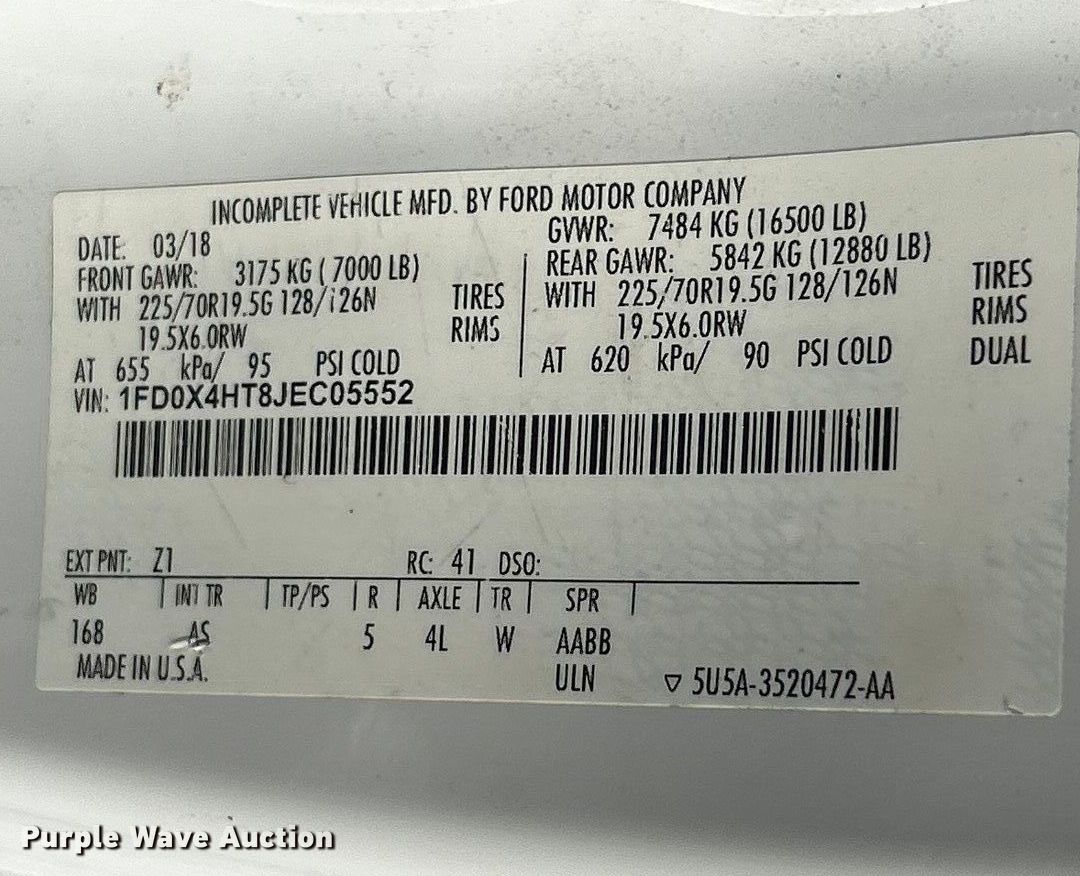 INCOMPLETE VEHICLE MFD. BY FORD MOTOR COMPANY
DATE: 03/18 GVWR: 7484 KG (16500 LB)
FRONT GAWR: 3175 KG ( 7000 LB) REAR GAWR: 5842 KG (12880 LB)
WITH 225/70R19.5G 128/126N TIRES WITH 225/70R19.5G 128/126N TIRES
19.5X6.0RW RIMS 19.5X6.0RW RIMS
AT 655 kPa/ 95 PSI COLD AT 620 kPa/ 90 PSI COLD DUAL
VIN: 1FD0X4HT8JEC05552
EXT PNT: Z1 RC: 41 DSO:
WB | INT TR | TP/PS | R | AXLE | TR | SPR |
168 AS 5 4L W AABB
MADE IN U.S.A. ULN ▽ 5U5A-3520472-AA
Purple Wave Auction